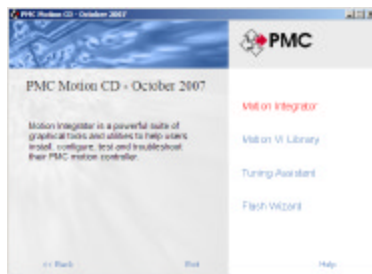 PMC Motion CD - October 2007
PMC
PMC Motion CD - October 2007
Motion Integrator is a powerful suite of
graphical tools and utilities to help users
install, configure, test and troubleshoot
their PMC motion controller.
Motion Integrator
Motion VI Library
Tuning Assistant
Flash Wizard
<< Back
Exit
Help